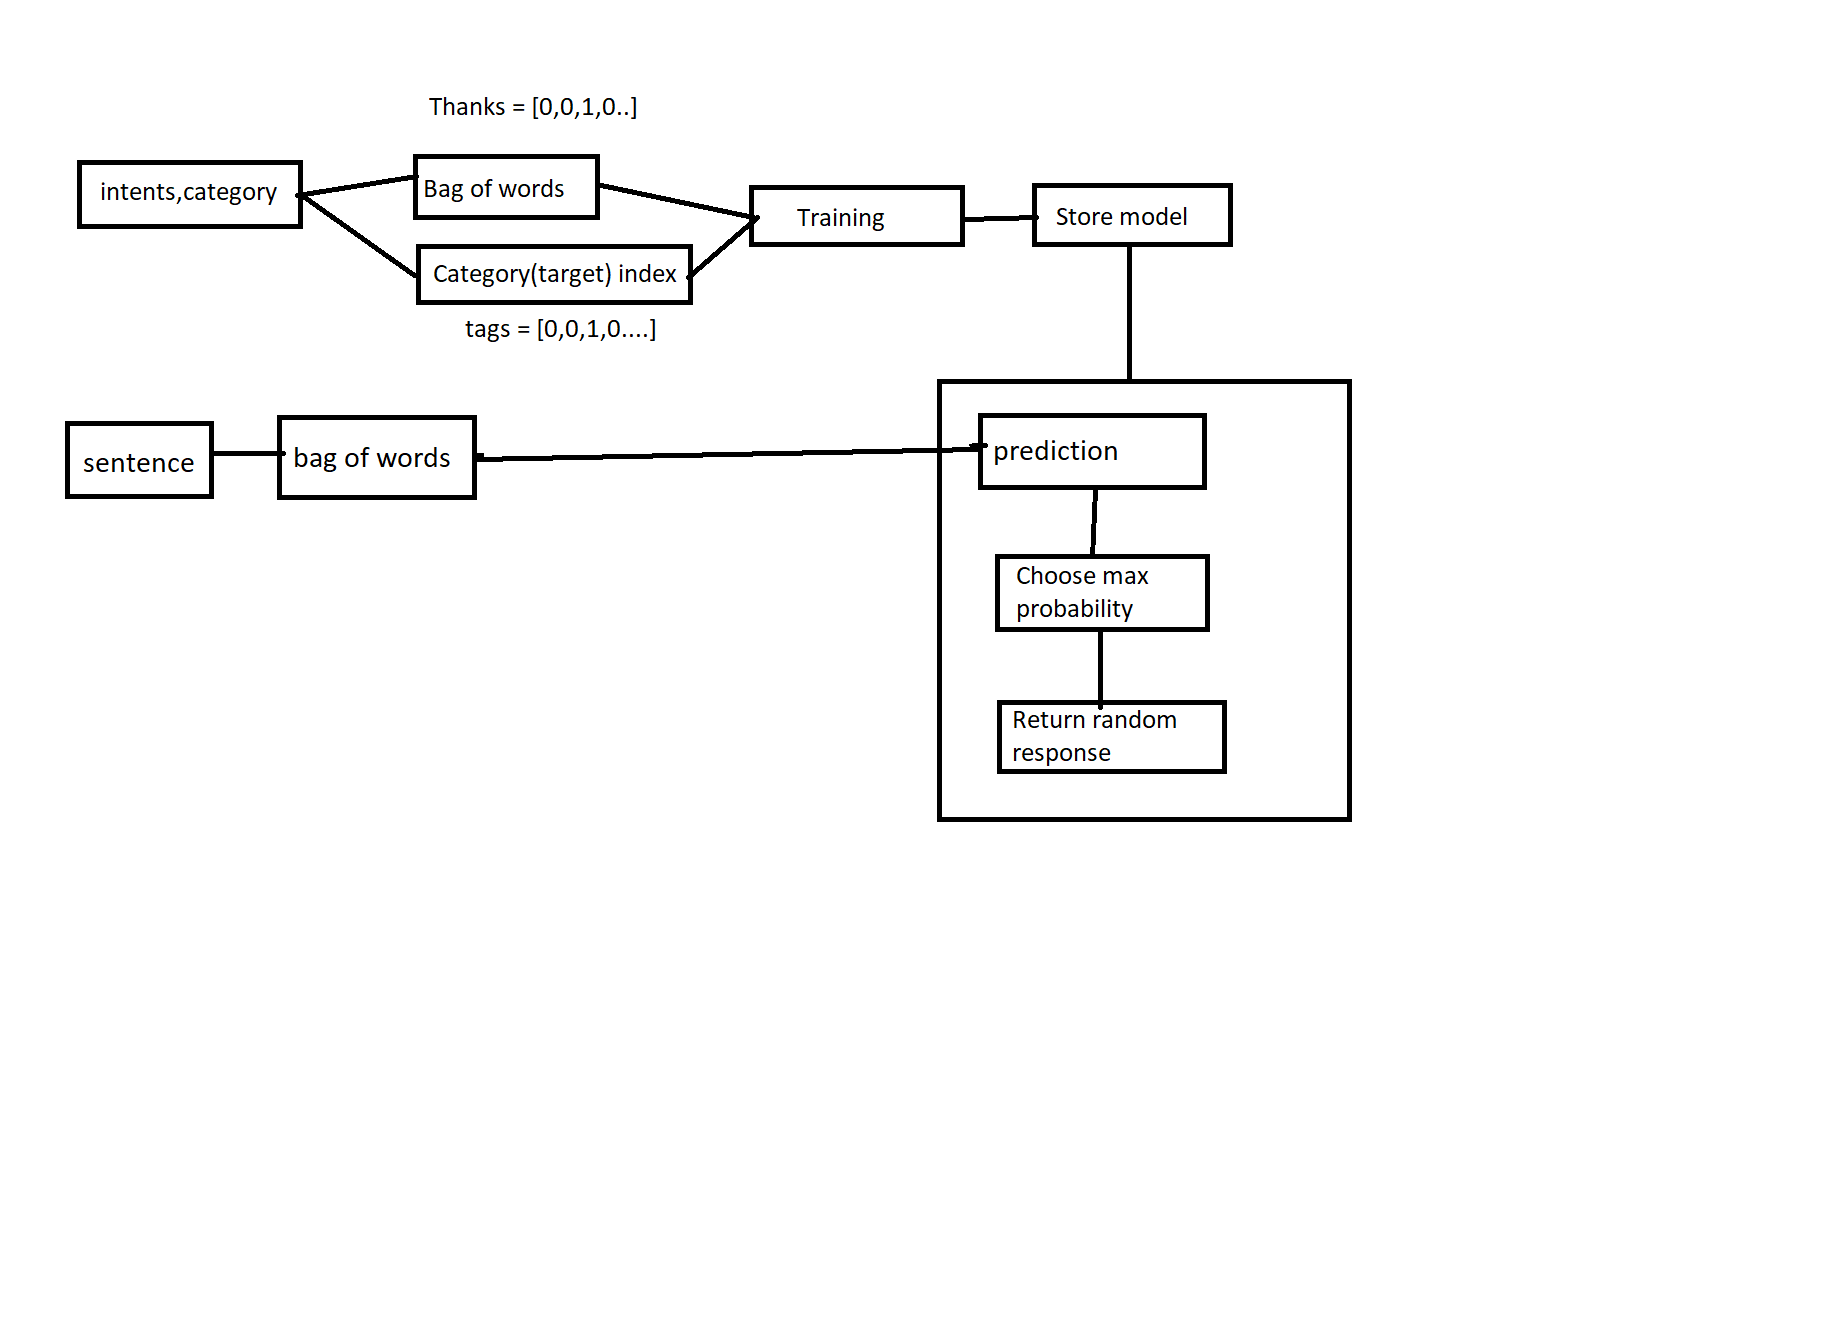 Thanks = [0,0,1,0..]
intents,category
Bag of words
Training
Store model
Category(target) index
tags = [0,0,1,0....]
sentence
bag of words
prediction
Choose max
probability
Return random
response